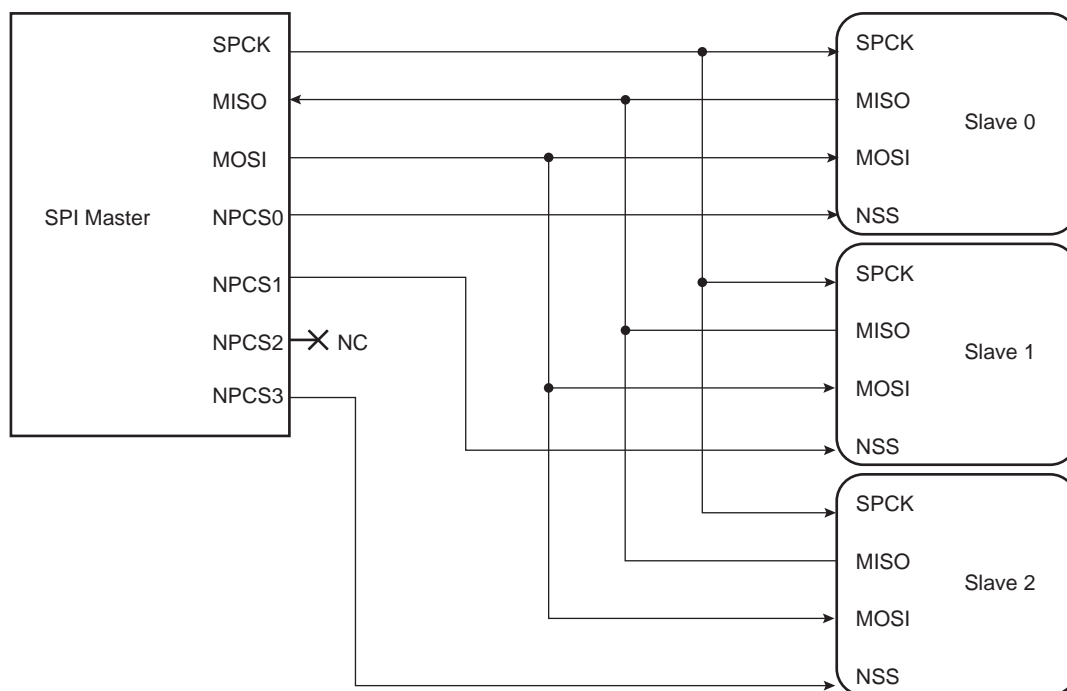 SPI Master
SPCK
MISO
MOSI
NPCS0
NPCS1
NPCS2
NC
NPCS3
SPCK
MISO
Slave 0
MOSI
NSS
SPCK
MISO
Slave 1
MOSI
NSS
SPCK
MISO
Slave 2
MOSI
NSS